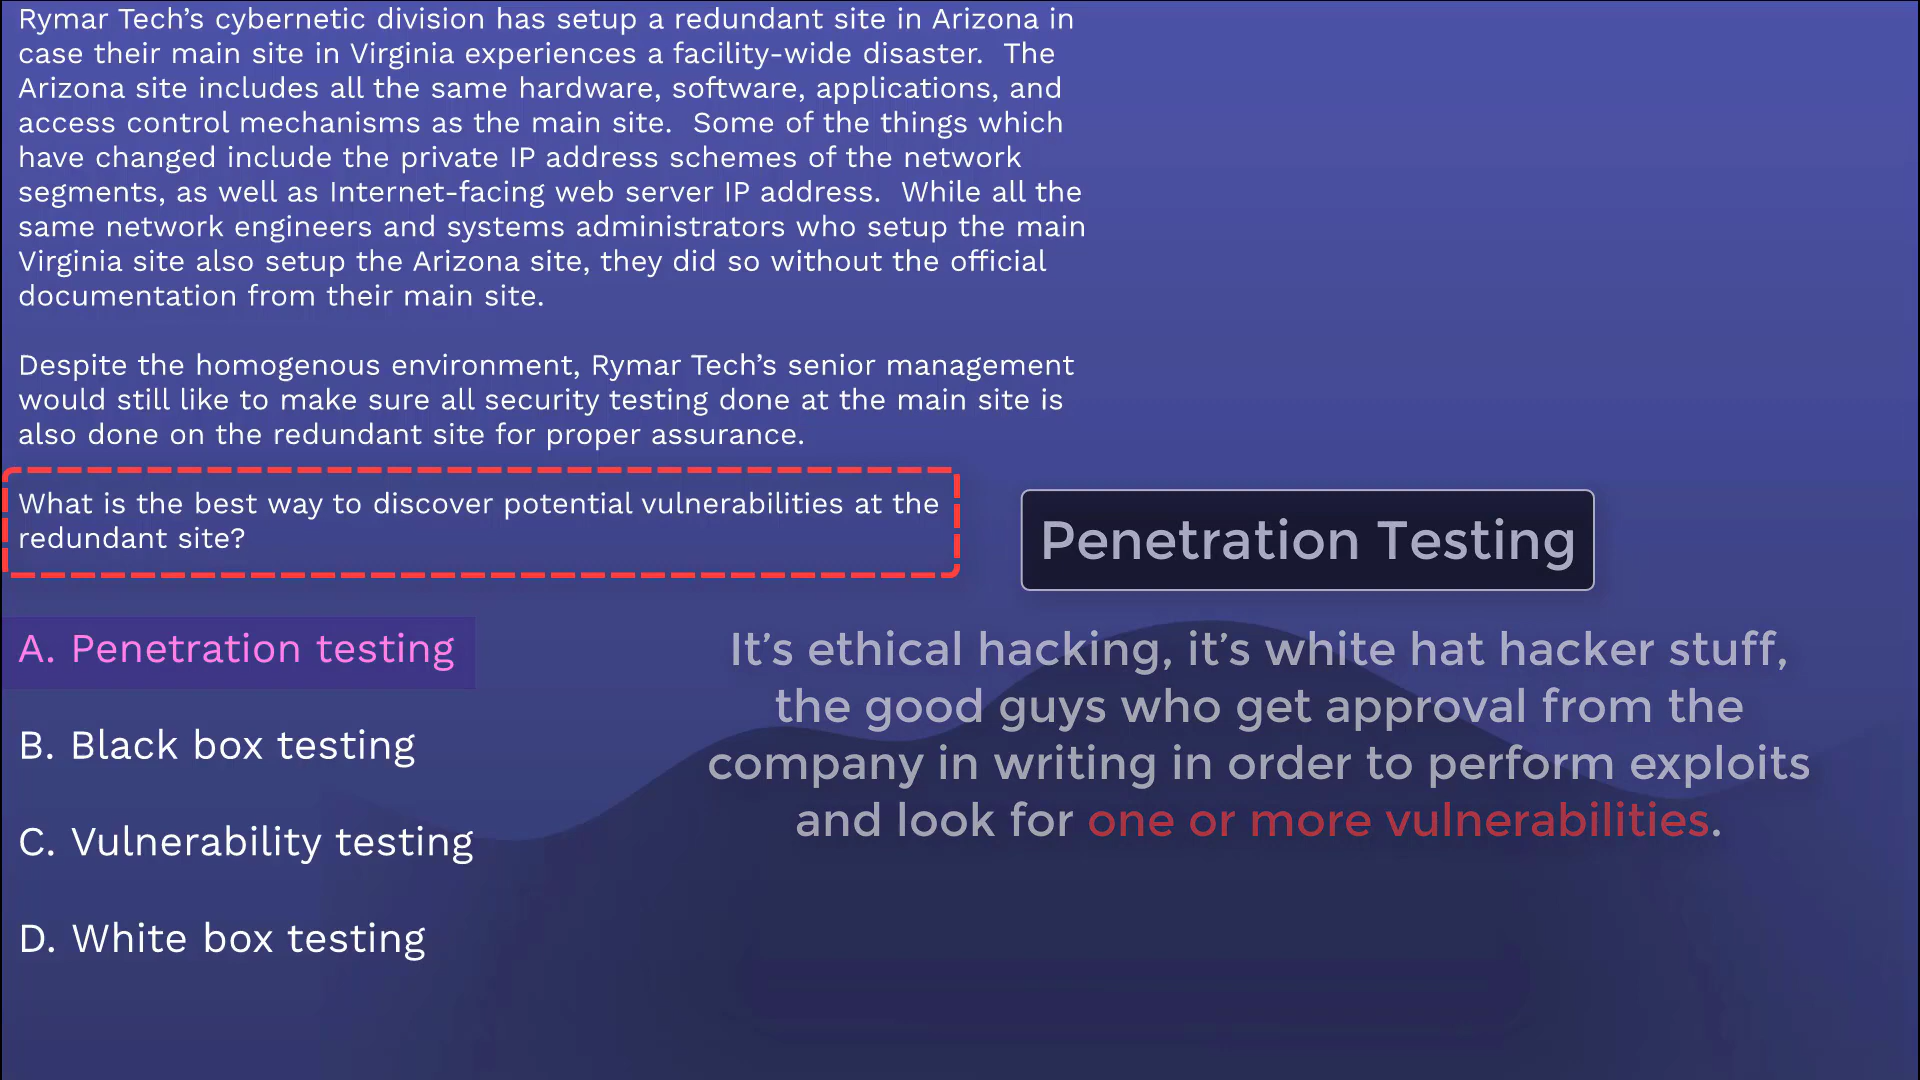 Rymar Tech’s cybernetic division has setup a redundant site in Arizona in
case their main site in Virginia experiences a facility-wide disaster.  The
Arizona site includes all the same hardware, software, applications, and
access control mechanisms as the main site.  Some of the things which
have changed include the private IP address schemes of the network
segments, as well as Internet-facing web server IP address.  While all the
same network engineers and systems administrators who setup the main
Virginia site also setup the Arizona site, they did so without the official
documentation from their main site.
Despite the homogenous environment, Rymar Tech’s senior management
would still like to make sure all security testing done at the main site is
also done on the redundant site for proper assurance.
What is the best way to discover potential vulnerabilities at the
redundant site?
A. Penetration testing
B. Black box testing
C. Vulnerability testing
D. White box testing
Penetration Testing
It’s ethical hacking, it’s white hat hacker stuff,
the good guys who get approval from the
company in writing in order to perform exploits
and look for one or more vulnerabilities.